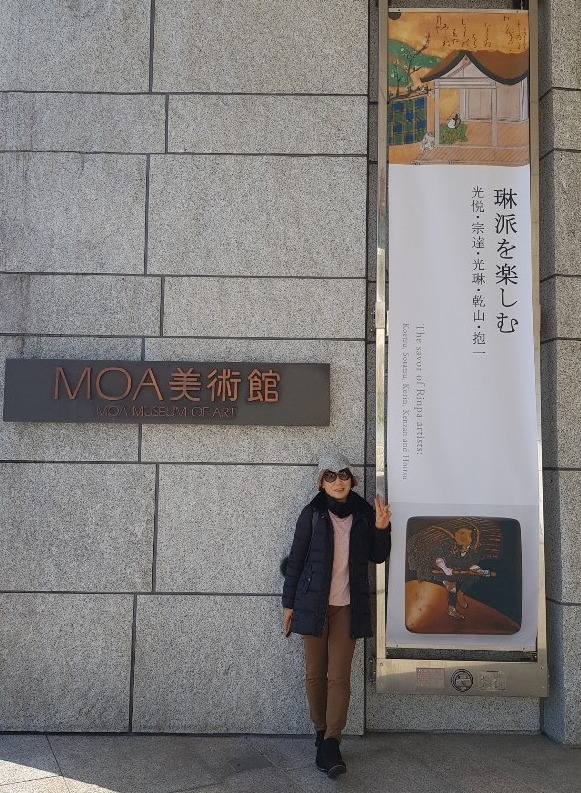 MOA美術館
MOA MUSEUM OF ART
琳派を楽しむ
光悦・宗達・光琳・乾山・抱一
The savor of Rinpa artists:
Koetsu, Sotatsu, Korin, Kenzan and Hoitsu